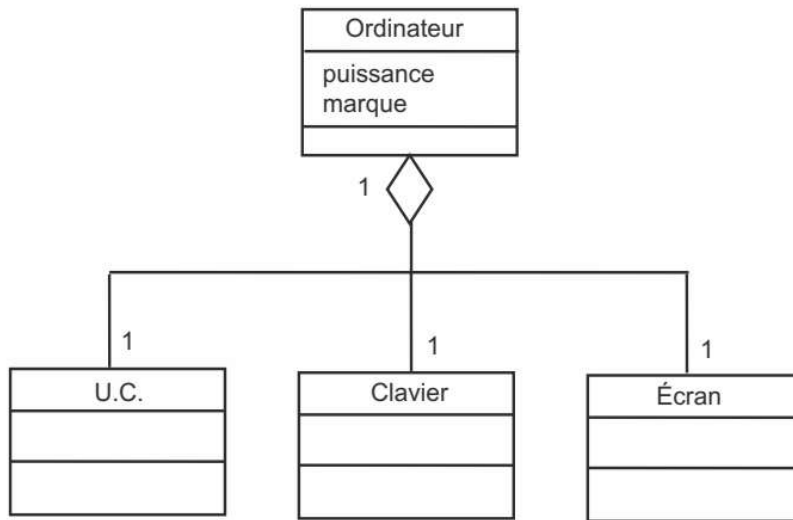 Ordinateur
puissance
marque
1
1
1
1
U.C.
Clavier
Écran